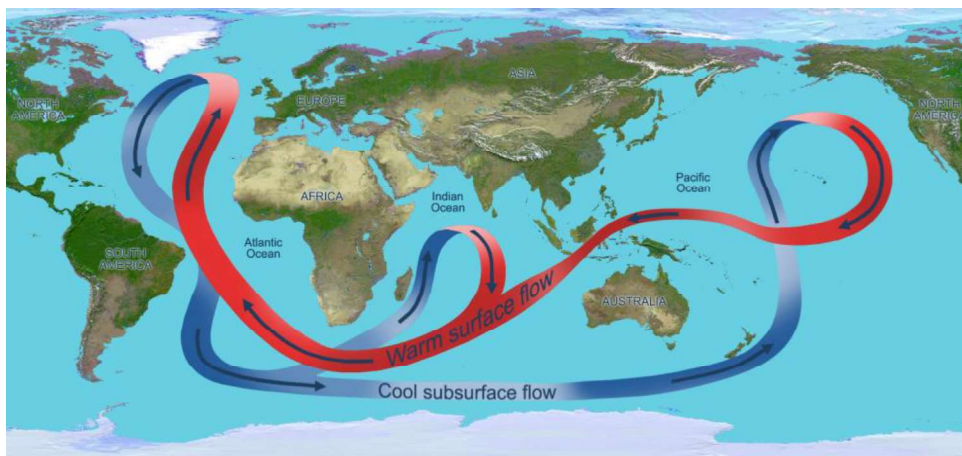 NORTH
AMERICA
EUROPE
ASIA
NORTH
AMERICA
AFRICA
Indian
Ocean
Pacific
Ocean
Atlantic
Ocean
SOUTH
AMERICA
AUSTRALIA
Warm surface flow
Cool subsurface flow